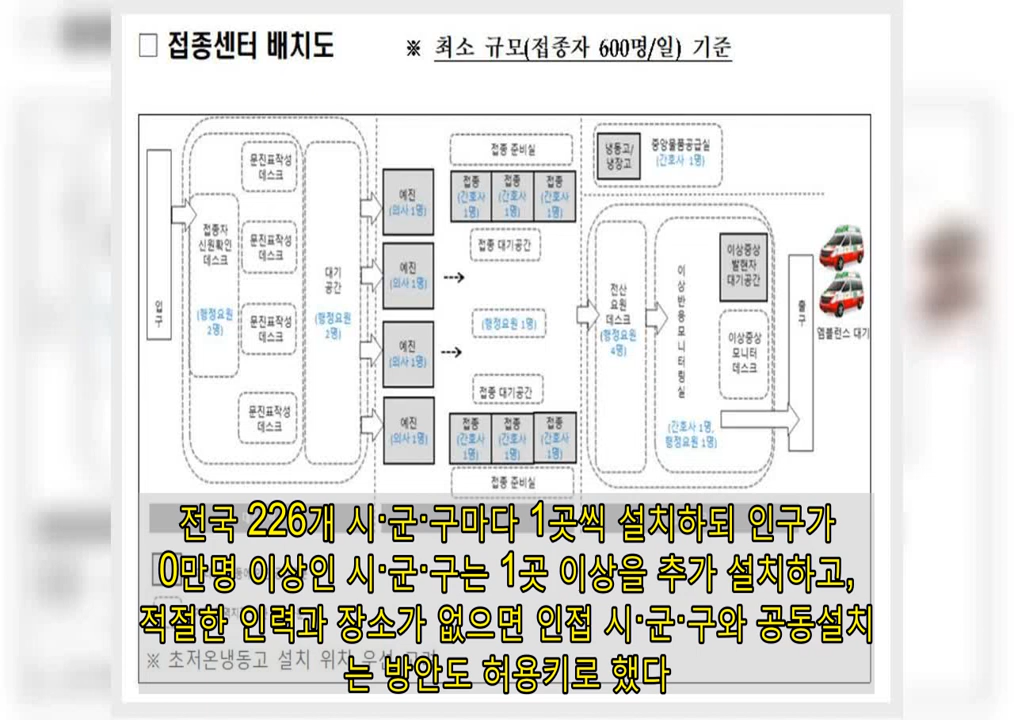 □ 접종센터 배치도
※ 최소 규모(접종자 600명/일) 기준
입구
접종자
신원확인
데스크
(행정요원
2명)
문진표작성
데스크
문진표작성
데스크
문진표작성
데스크
문진표작성
데스크
대기
공간
(행정요원
2명)
예진
(의사 1명)
예진
(의사 1명)
예진
(의사 1명)
예진
(의사 1명)
접종 준비실
접종
(간호사
1명)
접종
(간호사
1명)
접종
(간호사
1명)
접종 대기공간
(행정요원 1명)
접종 대기공간
접종
(간호사
1명)
접종
(간호사
1명)
접종
(간호사
1명)
접종 준비실
냉동고/
냉장고
중앙물품공급실
(간호사 1명)
전산
요원
데스크
(행정요원
4명)
이상반응모니터링실
(간호사 1명,
행정요원 1명)
이상증상
발현자
대기공간
이상증상
모니터
데스크
출구
엠뷸런스 대기
전국 226개 시·군·구마다 1곳씩 설치하되 인구가
0만명 이상인 시·군·구는 1곳 이상을 추가 설치하고,
적절한 인력과 장소가 없으면 인접 시·군·구와 공동설치
는 방안도 허용키로 했다
※ 초저온냉동고 설치 위치 우선